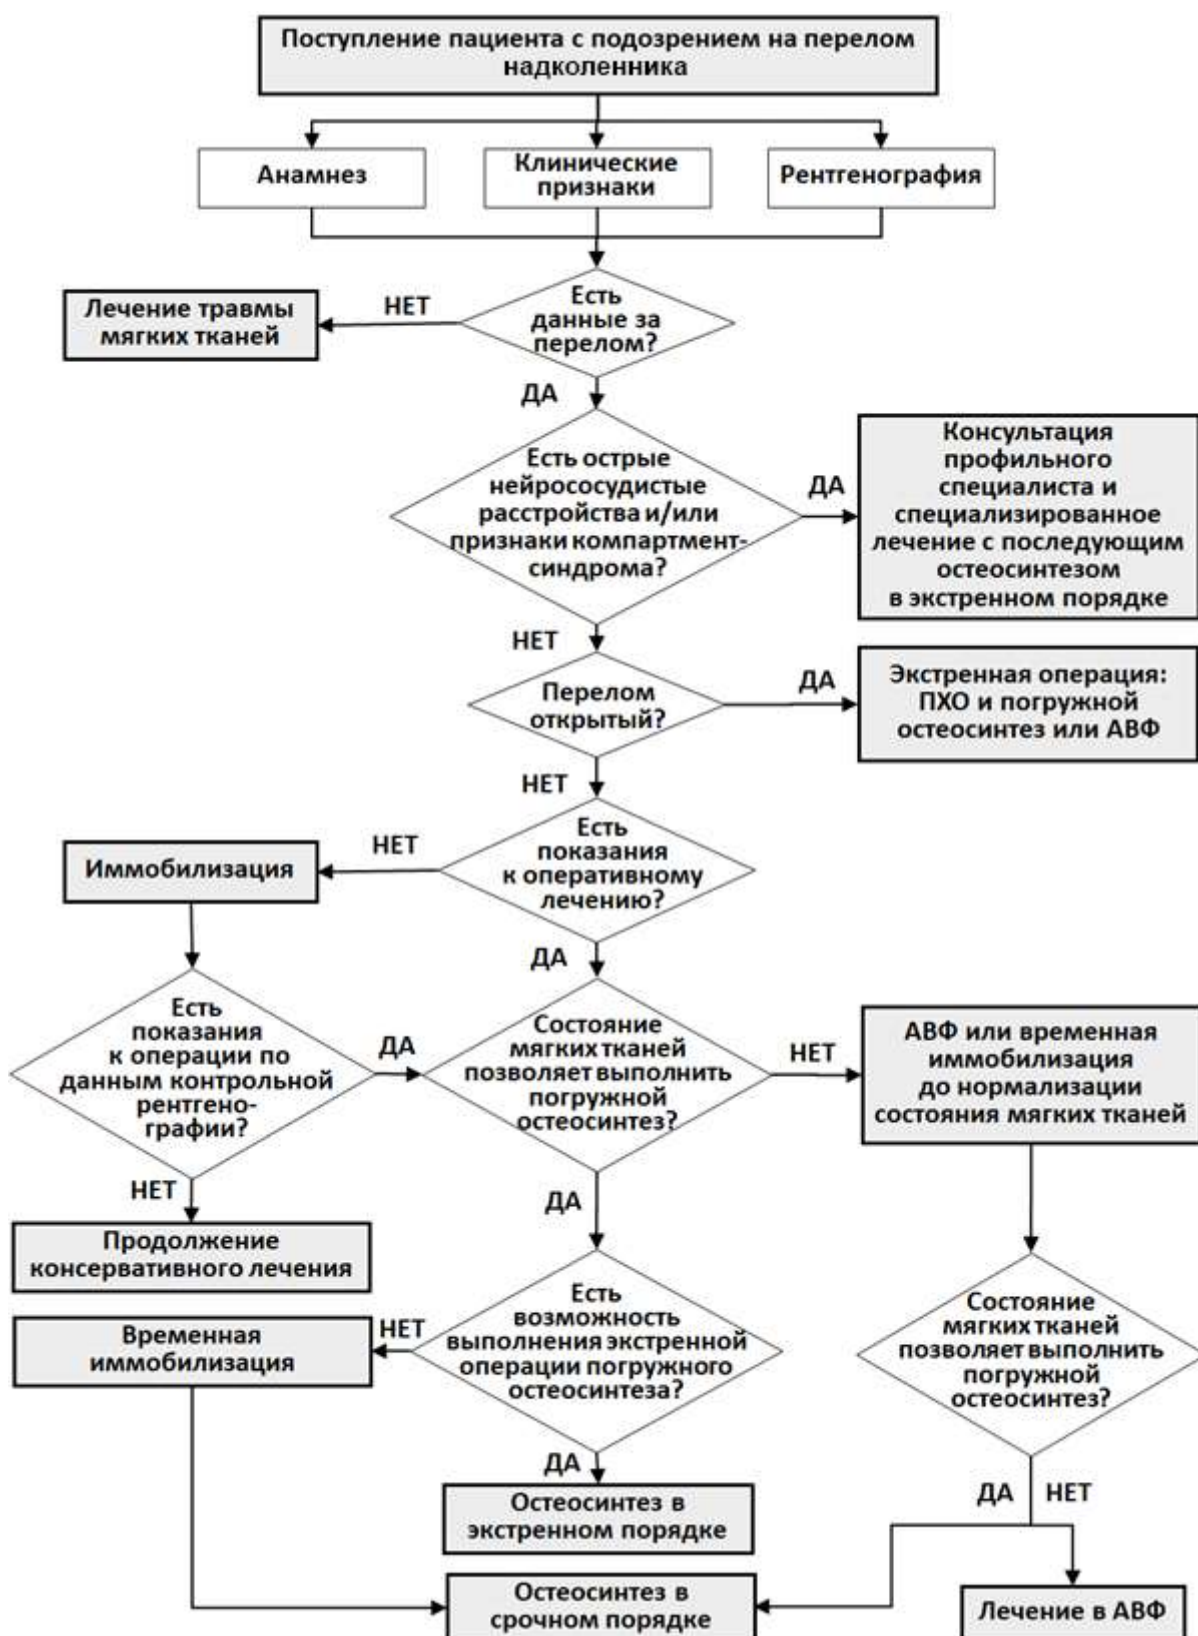 Поступление пациента с подозрением на перелом
надколенника
Анамнез
Клинические
признаки
Рентгенография
Есть
данные за
перелом?
НЕТ
Лечение травмы
мягких тканей
ДА
Есть острые
нейрососудистые
расстройства и/или
признаки компартмент-
синдрома?
ДА
Консультация
профильного
специалиста и
специализированное
лечение с последующим
остеосинтезом
в экстренном порядке
НЕТ
Перелом
открытый?
ДА
Экстренная операция:
ПХО и погружной
остеосинтез или АВФ
НЕТ
Есть
показания
к оперативному
лечению?
НЕТ
Иммобилизация
ДА
Есть
показания
к операции по
данным контрольной
рентгено-
графии?
ДА
Состояние
мягких тканей
позволяет выполнить
погружной
остеосинтез?
НЕТ
АВФ или временная
иммобилизация
до нормализации
состояния мягких тканей
НЕТ
Продолжение
консервативного лечения
ДА
Есть
возможность
выполнения экстренной
операции погружного
остеосинтеза?
НЕТ
Временная
иммобилизация
Состояние
мягких тканей
позволяет выполнить
погружной
остеосинтез?
ДА
Остеосинтез в
экстренном порядке
ДА
НЕТ
Остеосинтез в
срочном порядке
Лечение в АВФ